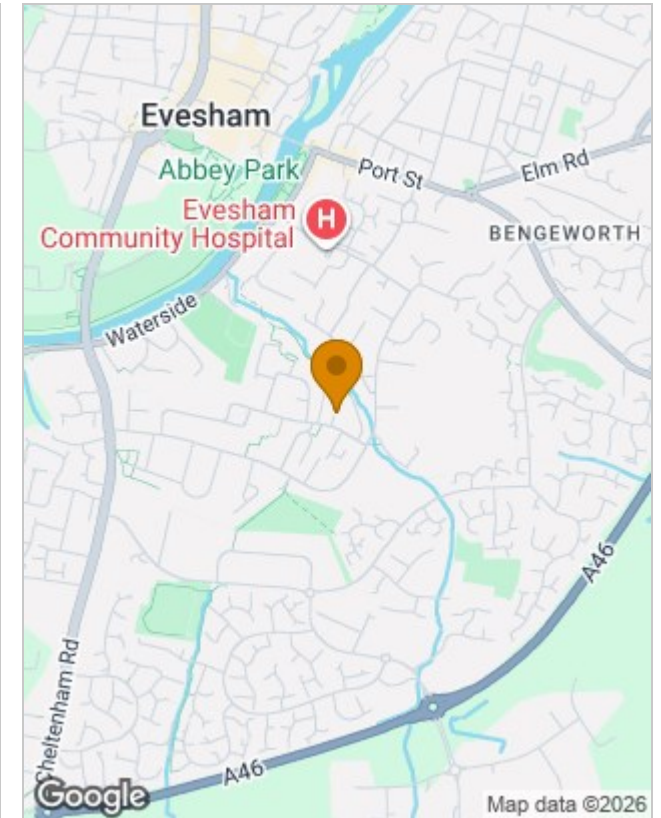 Evesham
Abbey Park
Port St
Elm Rd
Evesham
Community Hospital
H
BENGEWORTH
Waterside
A46
Cheltenham Rd
A46
Google
Map data ©2026